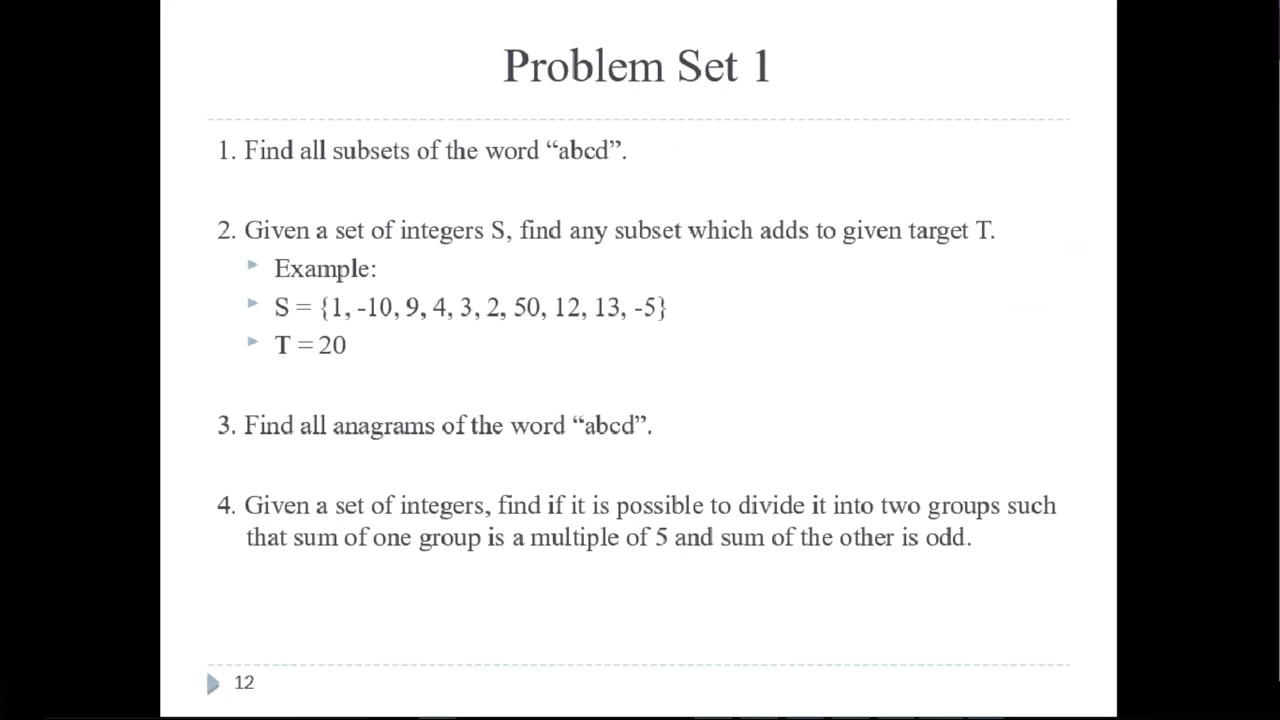 Problem Set 1
1. Find all subsets of the word “abcd”.
2. Given a set of integers S, find any subset which adds to given target T.
Example:
S = {1, -10, 9, 4, 3, 2, 50, 12, 13, -5}
T = 20
3. Find all anagrams of the word “abcd”.
4. Given a set of integers, find if it is possible to divide it into two groups such
that sum of one group is a multiple of 5 and sum of the other is odd.
12